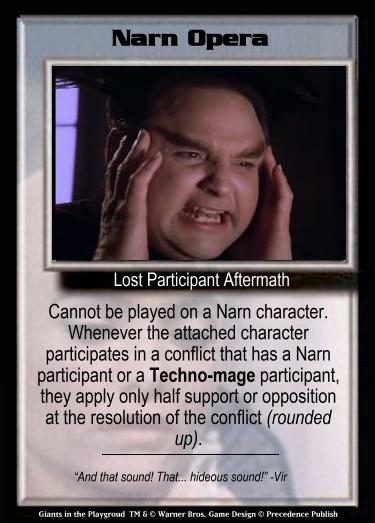 Narn Opera
Lost Participant Aftermath
Cannot be played on a Narn character.
Whenever the attached character
participates in a conflict that has a Narn
participant or a Techno-mage participant,
they apply only half support or opposition
at the resolution of the conflict (rounded
up).
"And that sound! That... hideous sound!" -Vir
Giants in the Playgroud TM & © Warner Bros. Game Design © Precedence Publish